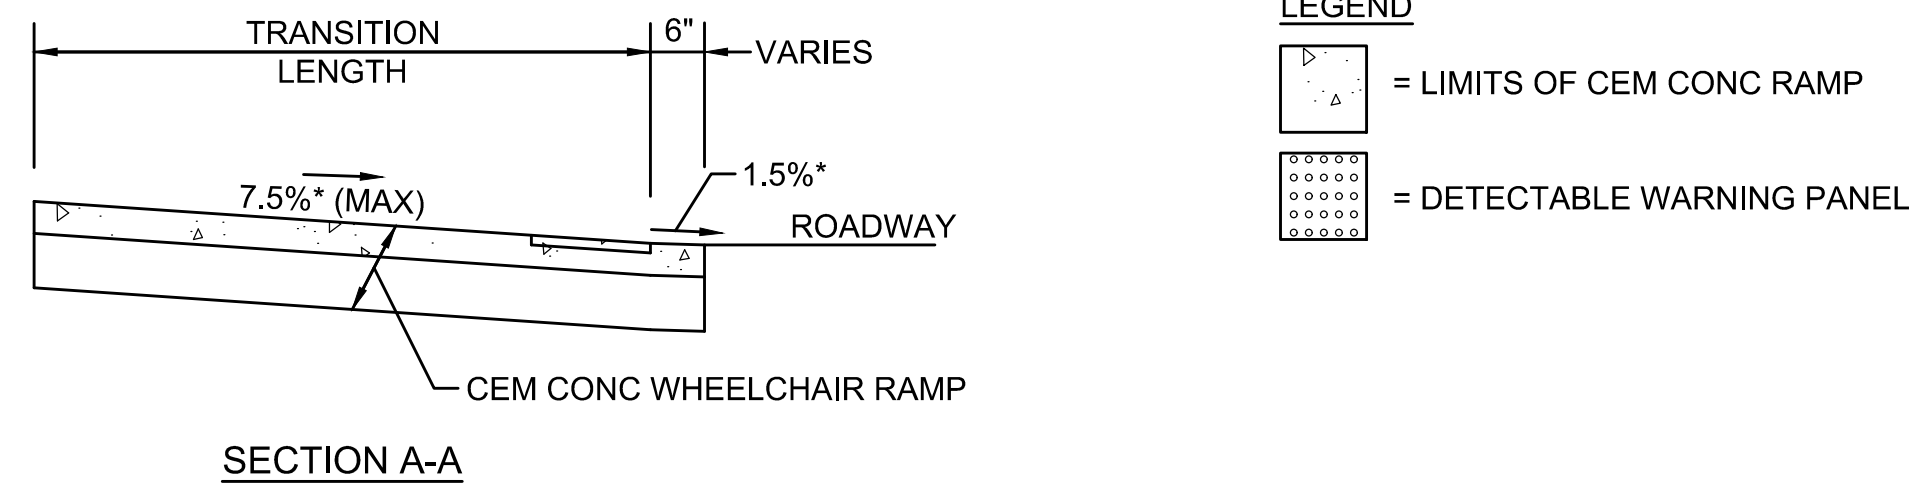 TRANSITION
LENGTH
6"
VARIES
7.5%* (MAX)
1.5%*
ROADWAY
CEM CONC WHEELCHAIR RAMP
SECTION A-A
LEGEND
= LIMITS OF CEM CONC RAMP
= DETECTABLE WARNING PANEL